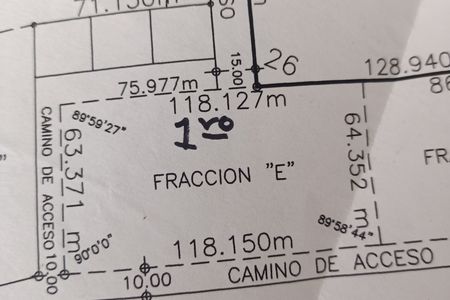 71.150m
SO
15.00
26
128.940
75.977m
118.127m
86
89°59'27"
1ro
CAMINO DE ACCESO
63.371 m
64.352 m
FRACCION "E"
FR
90°0'0"
89°58'44"
118.150m
CAMINO DE ACCESO
10.00
10.00